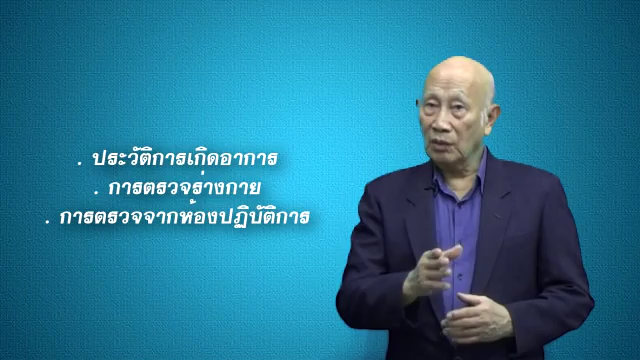 . ประวัติการเกิดอาการ
. การตรวจร่างกาย
. การตรวจจากห้องปฏิบัติการ